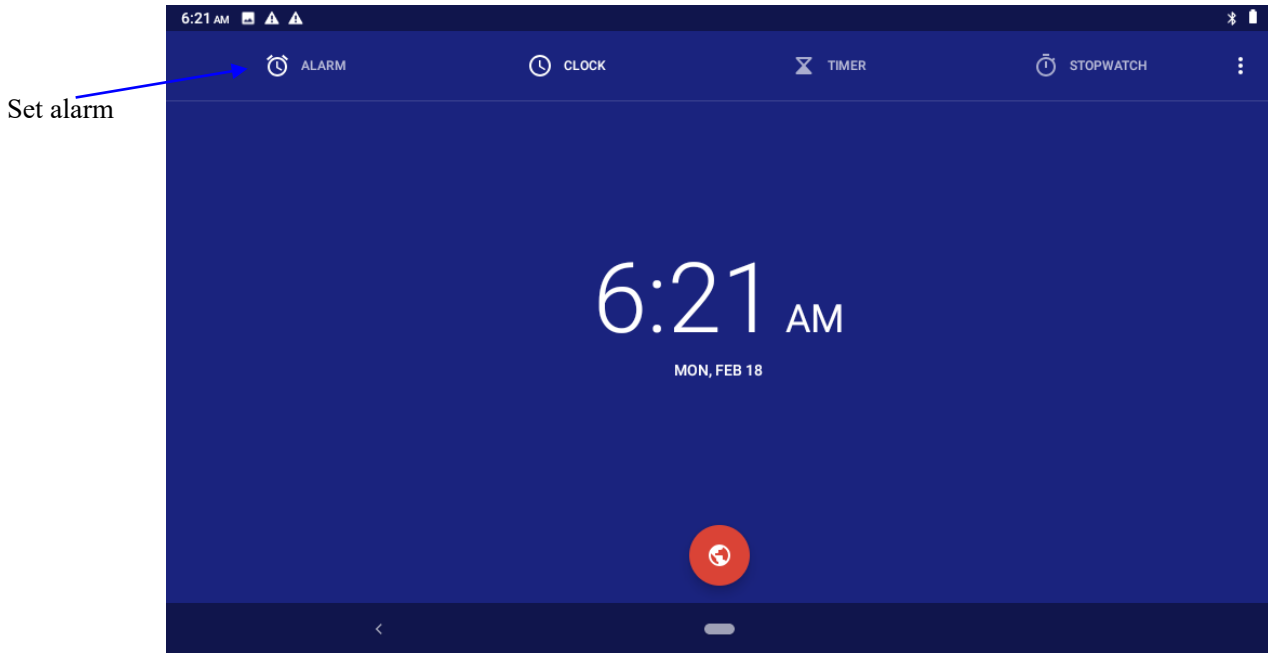 6:21 AM
ALARM CLOCK TIMER STOPWATCH
Set alarm
6:21 AM
MON, FEB 18